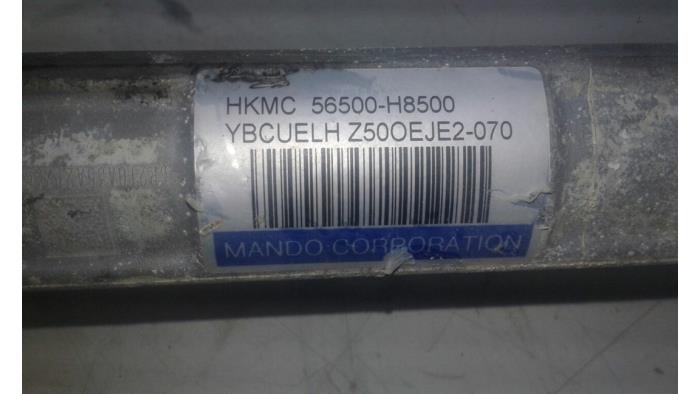 HKMC 56500-H8500
YBCUELH Z50OEJE2-070
MANDO CORPORATION